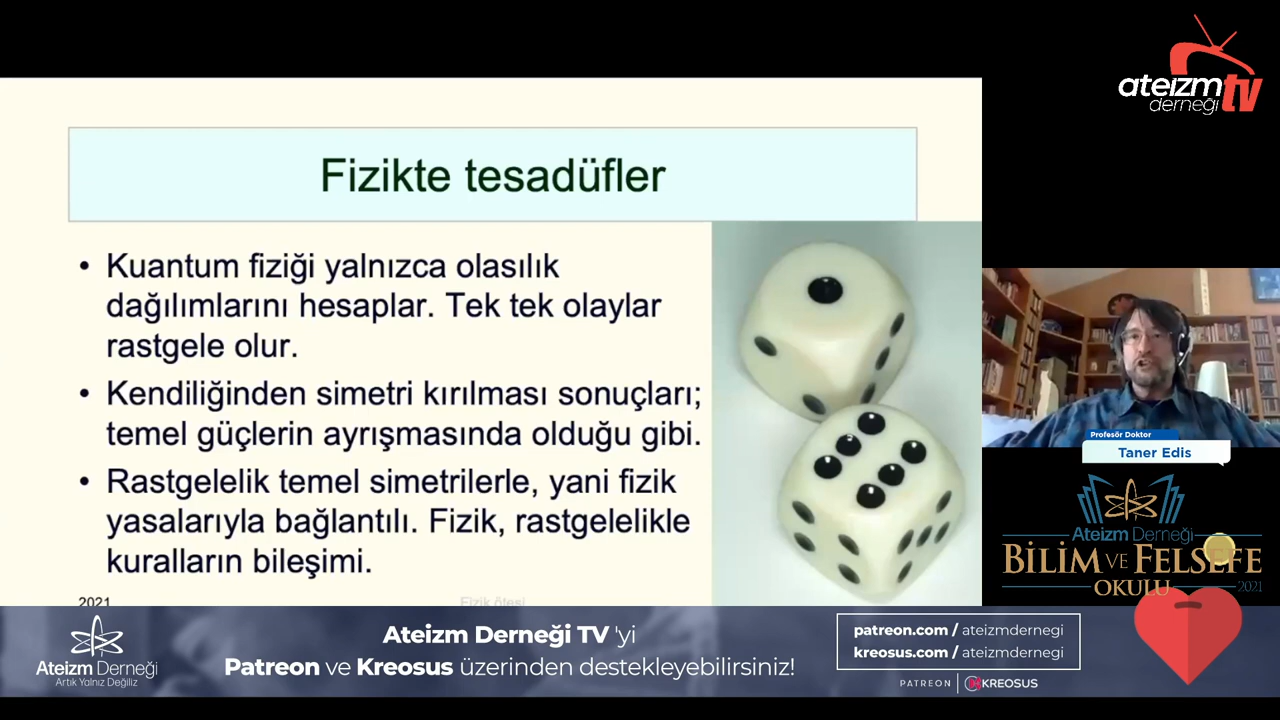 ateizm tv
derneği
Fizikte tesadüfler
• Kuantum fiziği yalnızca olasılık
dağılımlarını hesaplar. Tek tek olaylar
rastgele olur.
• Kendiliğinden simetri kırılması sonuçları;
temel güçlerin ayrışmasında olduğu gibi.
• Rastgelelik temel simetrilerle, yani fizik
yasalarıyla bağlantılı. Fizik, rastgelelikle
kuralların bileşimi.
2021
Fizik ötesi
Profesör Doktor
Taner Edis
Ateizm Derneği
BİLİM VE FELSEFE
OKULU
2021
Ateizm Derneği
Artık Yalnız Değiliz
Ateizm Derneği TV 'yi
Patreon ve Kreosus üzerinden destekleyebilirsiniz!
patreon.com / ateizmdernegi
kreosus.com / ateizmdernegi
PATREON | KREOSUS